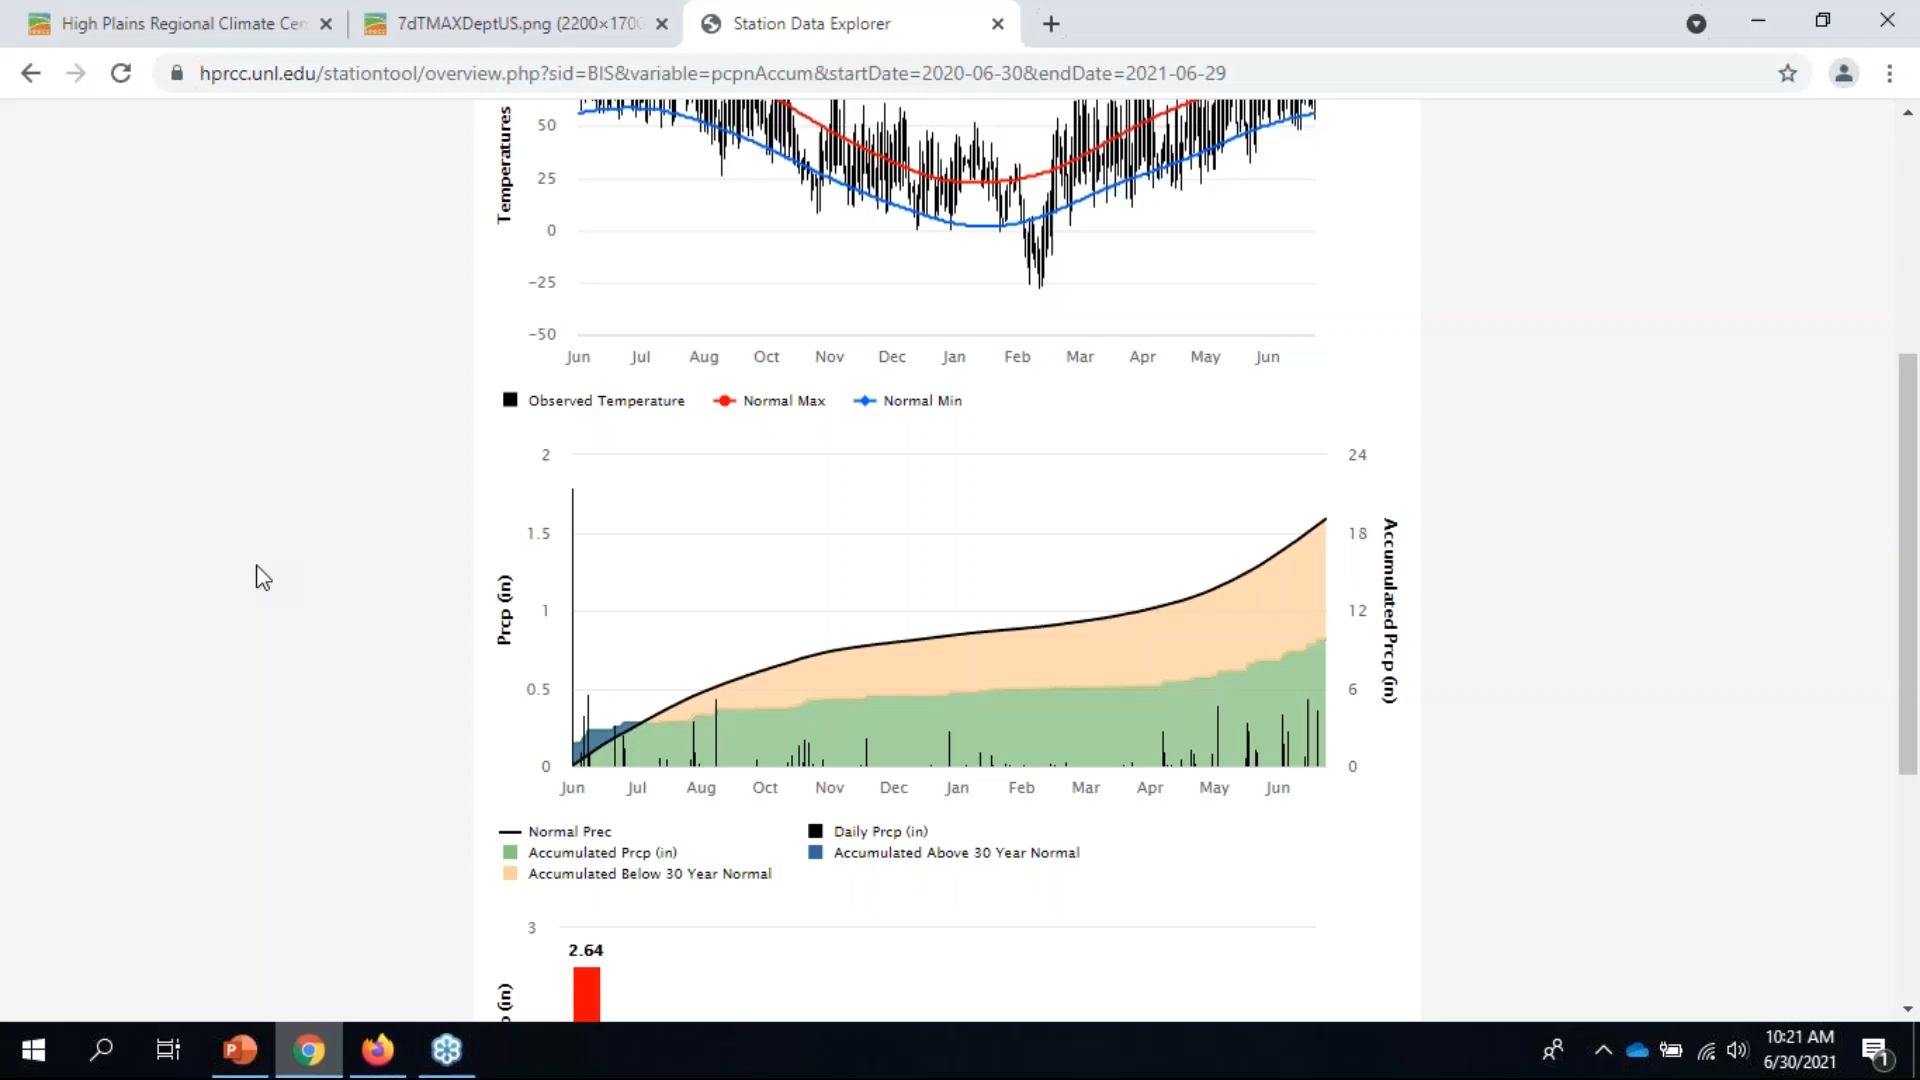 High Plains Regional Climate Cen
7dTMAXDeptUS.png (2200×170
Station Data Explorer
hprcc.unl.edu/stationtool/overview.php?sid=BIS&variable=pcpnAccum&startDate=2020-06-30&endDate=2021-06-29
Temperatures
50
25
0
−25
−50
Jun Jul Aug Oct Nov Dec Jan Feb Mar Apr May Jun
Observed Temperature Normal Max Normal Min
Prcp (in)
2
1.5
1
0.5
0
24
18
12
6
0
Accumulated Prcp (in)
Jun Jul Aug Oct Nov Dec Jan Feb Mar Apr May Jun
Normal Prec Daily Prcp (in)
Accumulated Prcp (in) Accumulated Above 30 Year Normal
Accumulated Below 30 Year Normal
3
2.64
(in)
10:21 AM
6/30/2021
1